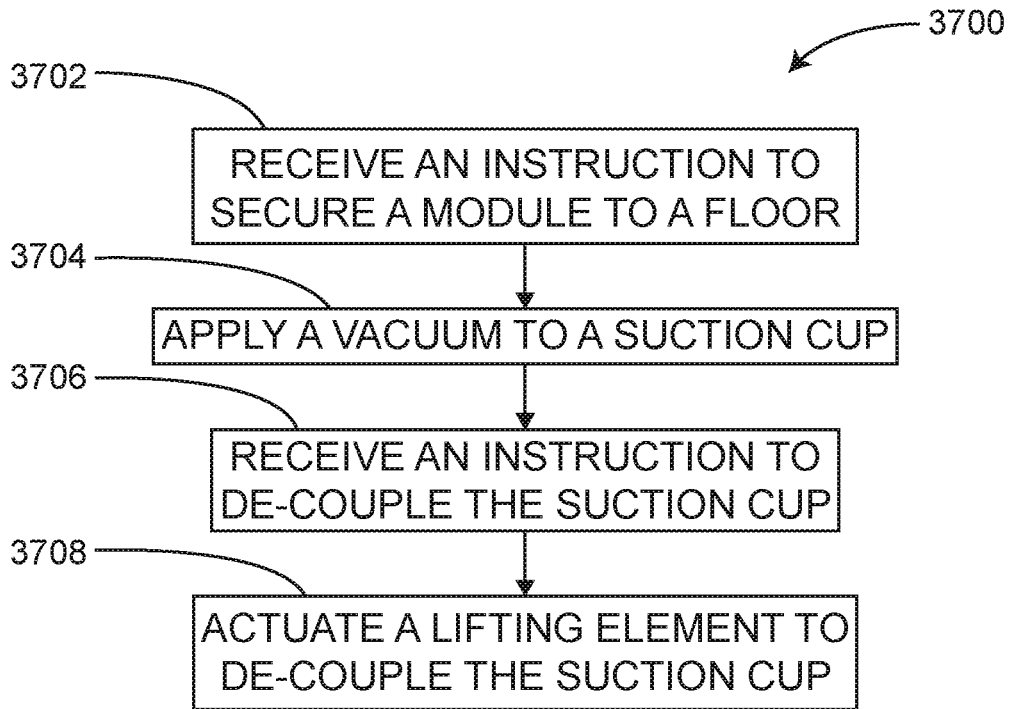 3700
3702
RECEIVE AN INSTRUCTION TO
SECURE A MODULE TO A FLOOR
3704
APPLY A VACUUM TO A SUCTION CUP
3706
RECEIVE AN INSTRUCTION TO
DE-COUPLE THE SUCTION CUP
3708
ACTUATE A LIFTING ELEMENT TO
DE-COUPLE THE SUCTION CUP